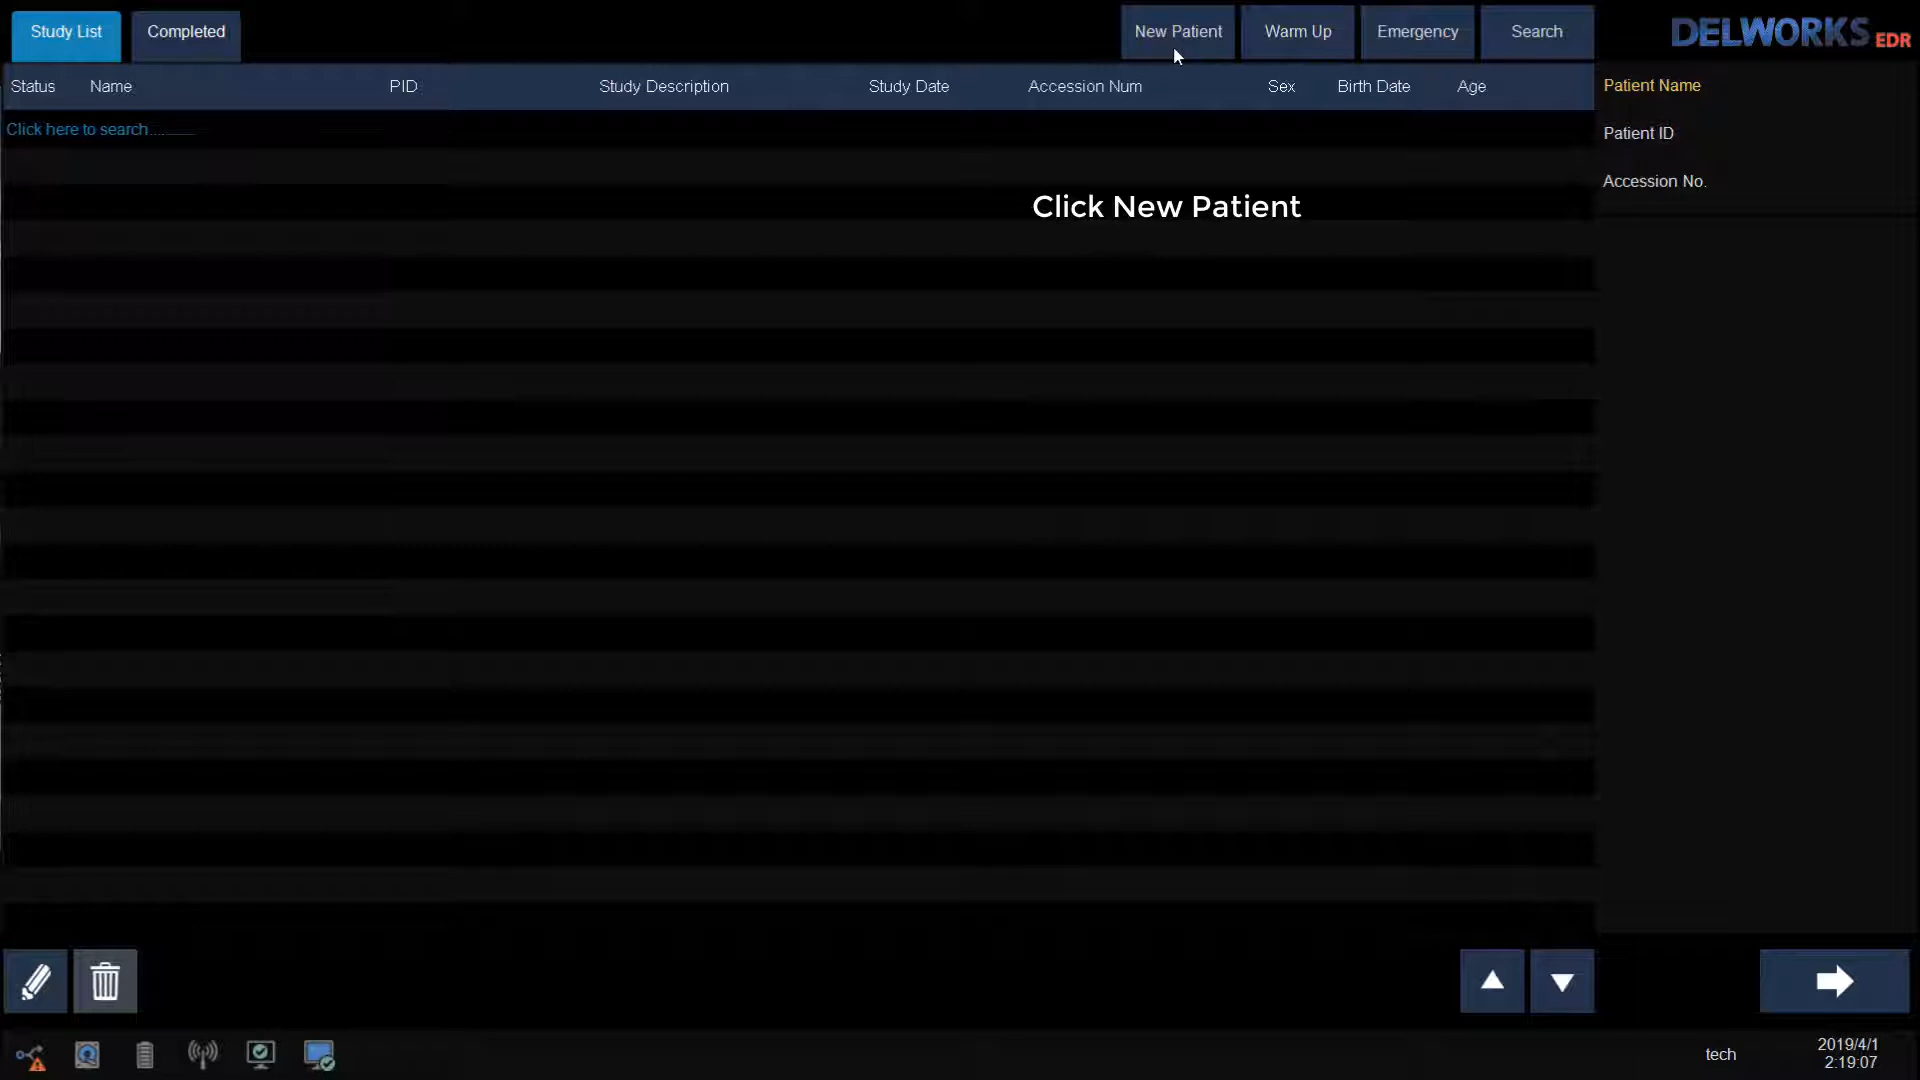 Study List
Completed
New Patient
Warm Up
Emergency
Search
DELWORKS EDR
Status Name PID Study Description Study Date Accession Num Sex Birth Date Age
Patient Name
Click here to search..........
Patient ID
Accession No.
Click New Patient
tech
2019/4/1
2:19:07